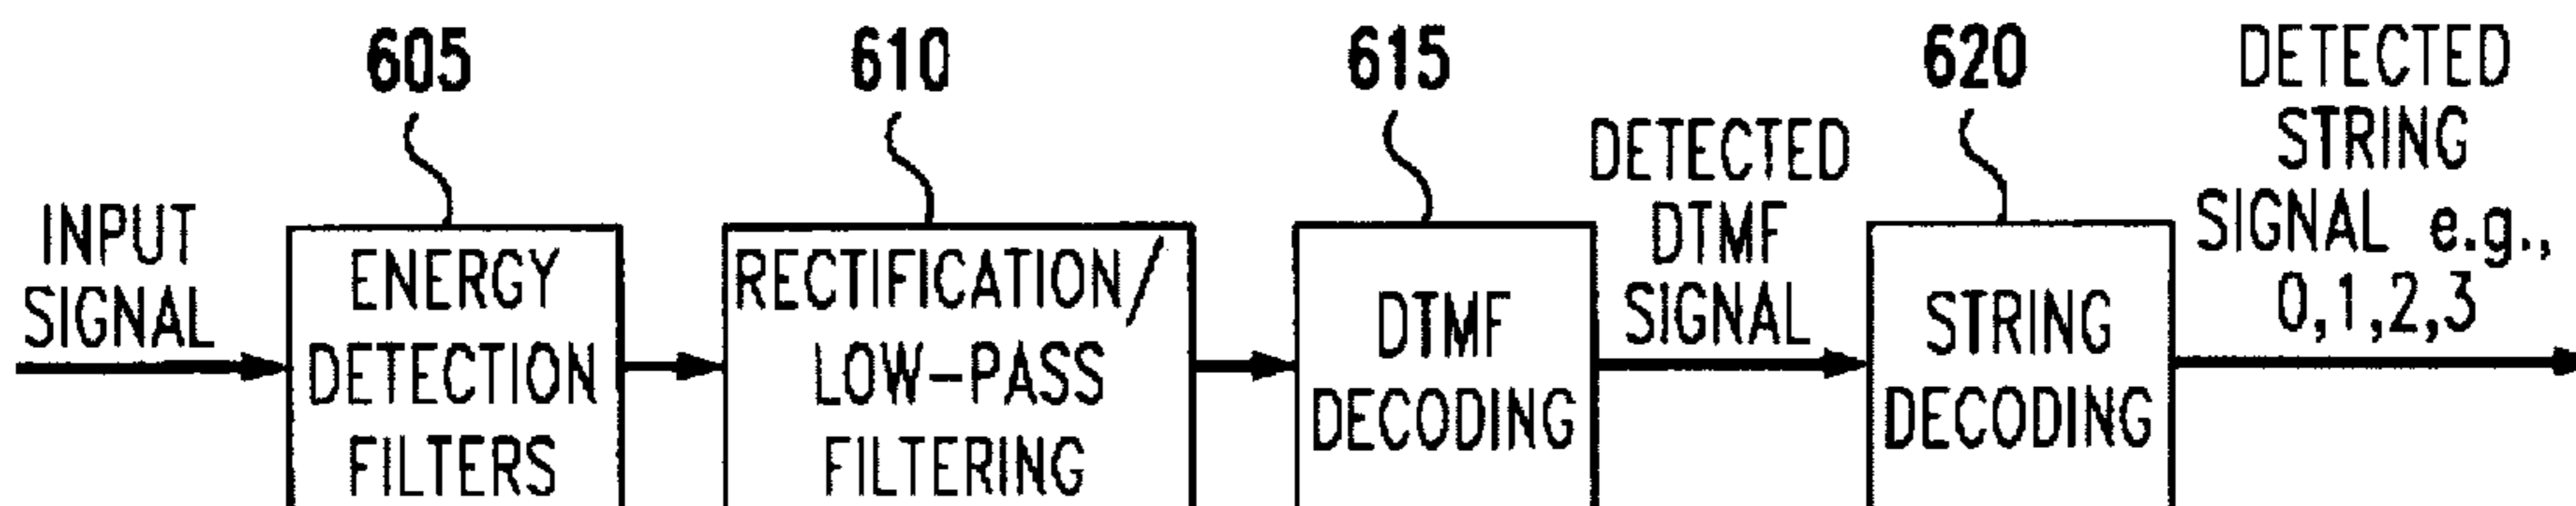 605
610
615
620
INPUT
SIGNAL
ENERGY
DETECTION
FILTERS
RECTIFICATION/
LOW-PASS
FILTERING
DTMF
DECODING
DETECTED
DTMF
SIGNAL
STRING
DECODING
DETECTED
STRING
SIGNAL e.g.,
0,1,2,3